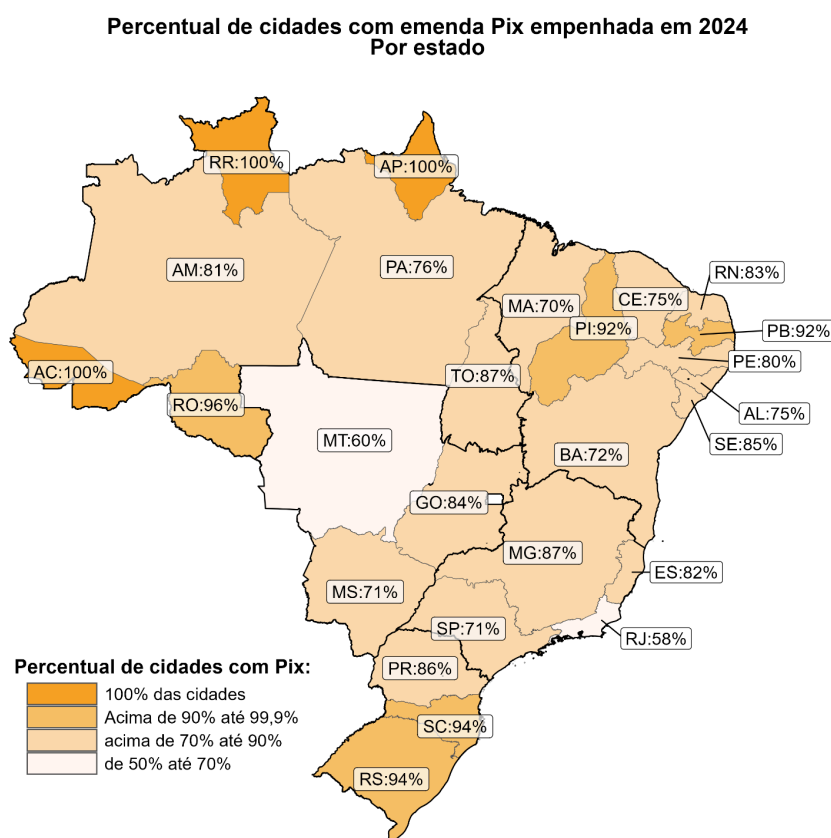 Percentual de cidades com emenda Pix empenhada em 2024
Por estado
RR:100%
AP:100%
AM:81%
PA:76%
RN:83%
MA:70%
CE:75%
PI:92%
PB:92%
PE:80%
AC:100%
TO:87%
RO:96%
AL:75%
MT:60%
SE:85%
BA:72%
GO:84%
MG:87%
ES:82%
MS:71%
SP:71%
RJ:58%
PR:86%
SC:94%
RS:94%
Percentual de cidades com Pix:
100% das cidades
Acima de 90% até 99,9%
acima de 70% até 90%
de 50% até 70%